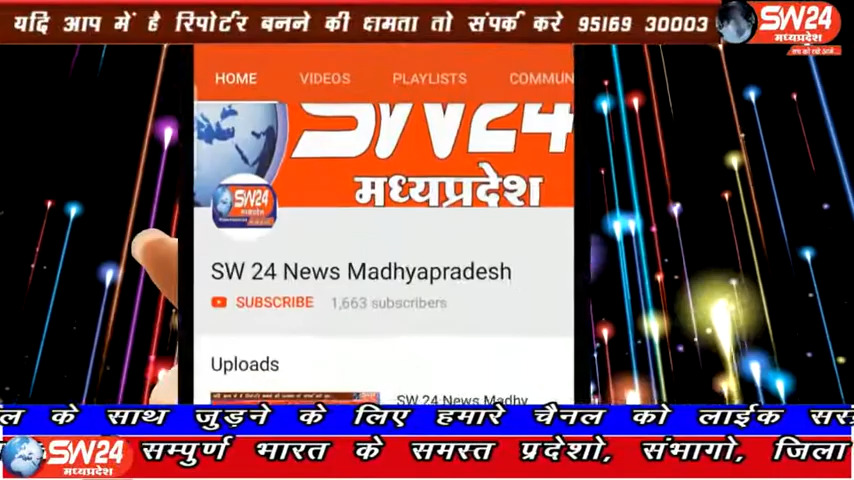 यदि आप में है रिपोर्टर बनने की क्षमता तो संपर्क करे 95169 30003
SW24
मध्यप्रदेश
HOME VIDEOS PLAYLISTS COMMUN
SW24
मध्यप्रदेश
SW24
SW 24 News Madhyapradesh
SUBSCRIBE 1,663 subscribers
Uploads
SW 24 News Madhy
के साथ जुड़ने के लिए हमारे चैनल को लाईक
SW24
मध्यप्रदेश
सम्पुर्ण भारत के समस्त प्रदेशो, संभागो, जिला